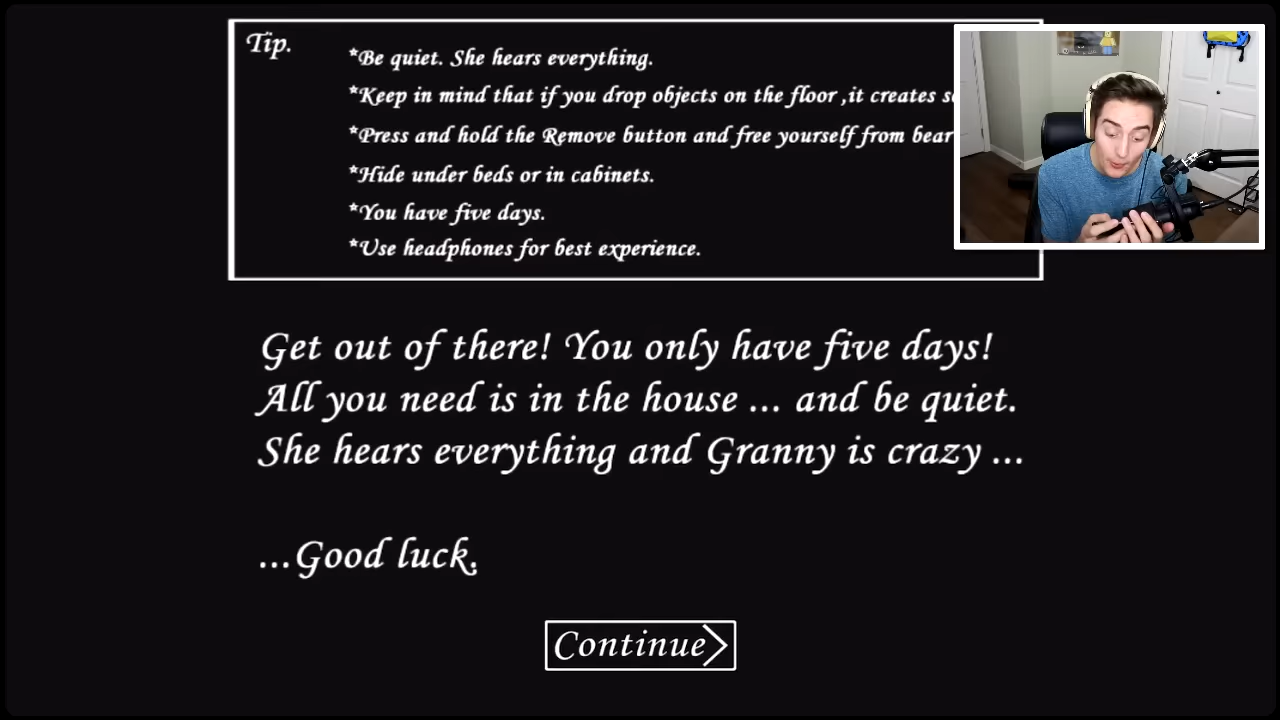 Tip.
*Be quiet. She hears everything.
*Keep in mind that if you drop objects on the floor ,it creates
*Press and hold the Remove button and free yourself from bear
*Hide under beds or in cabinets.
*You have five days.
*Use headphones for best experience.
Get out of there! You only have five days!
All you need is in the house ... and be quiet.
She hears everything and Granny is crazy ...
...Good luck.
Continue